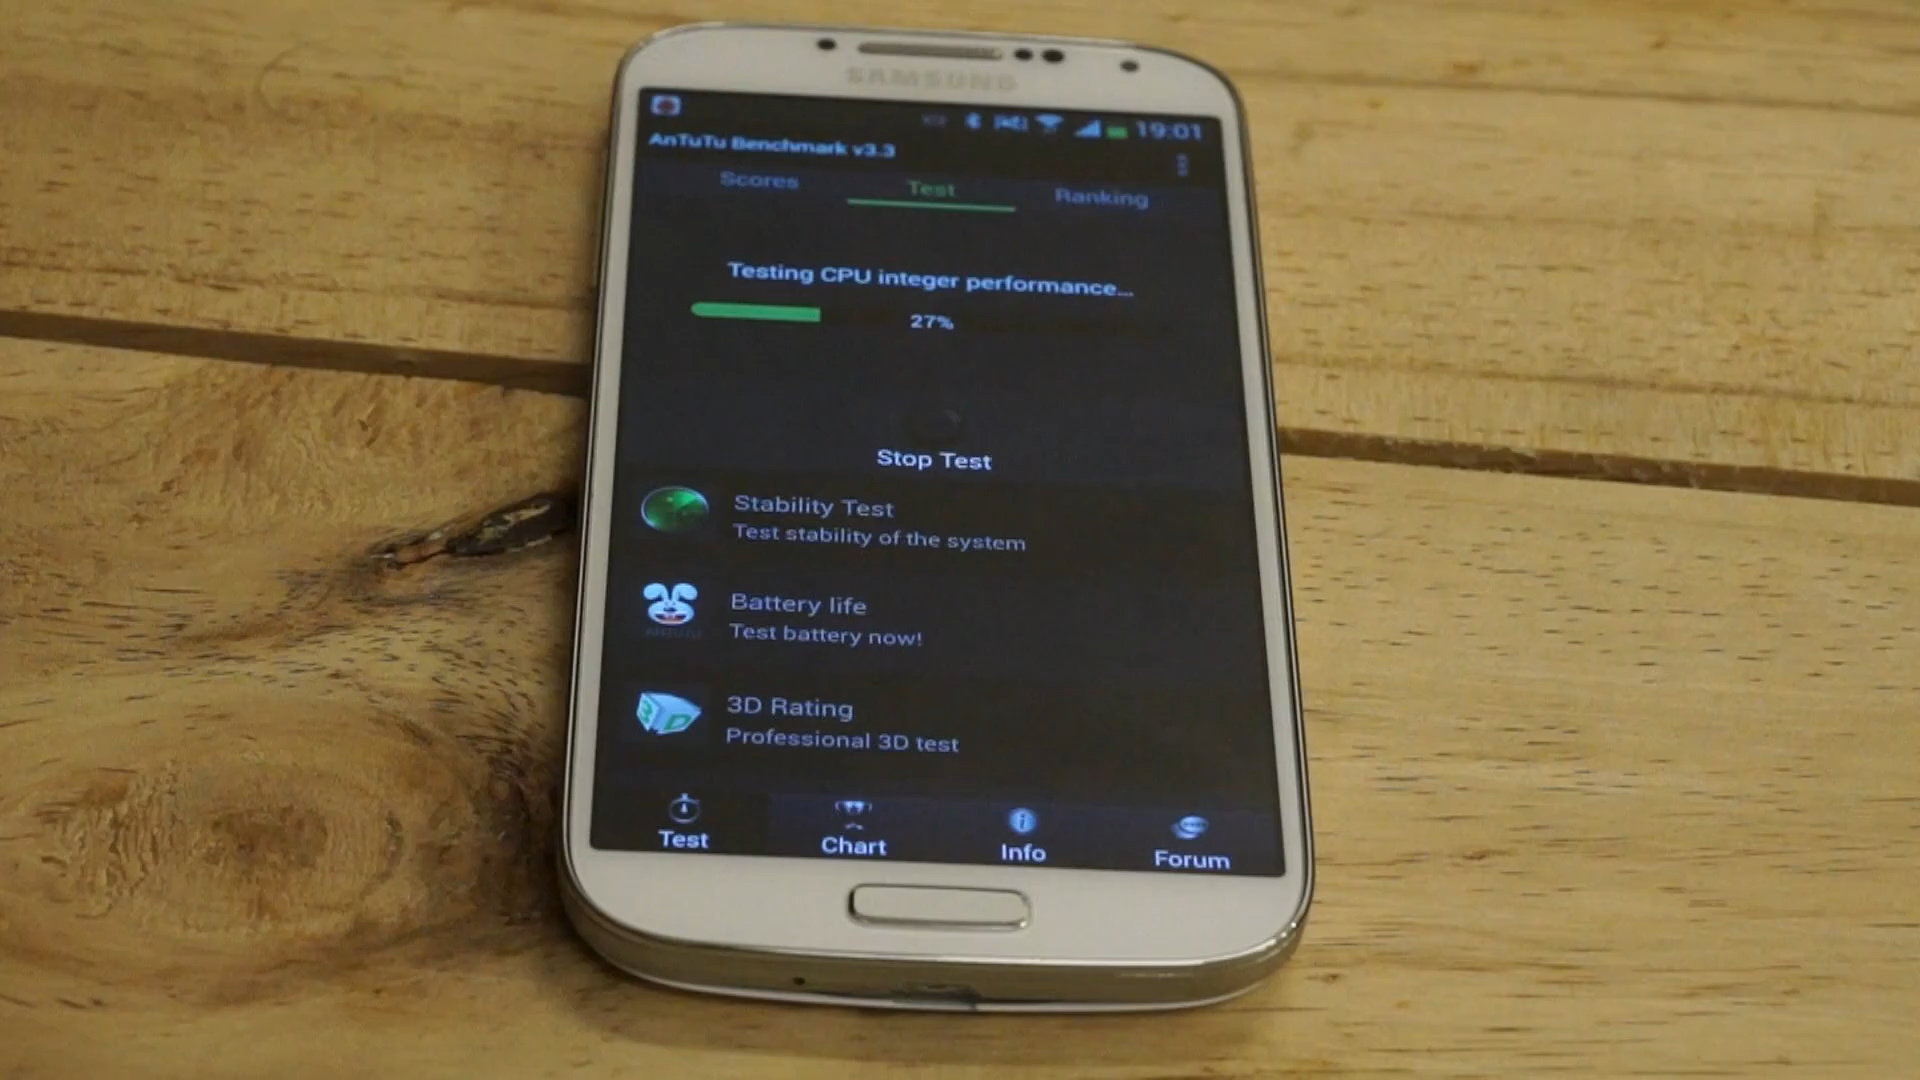 SAMSUNG
19:01
AnTuTu Benchmark v3.3
Scores
Test
Ranking
Testing CPU integer performance...
27%
Stop Test
Stability Test
Test stability of the system
Battery life
Test battery now!
3D Rating
Professional 3D test
Test
Chart
Info
Forum